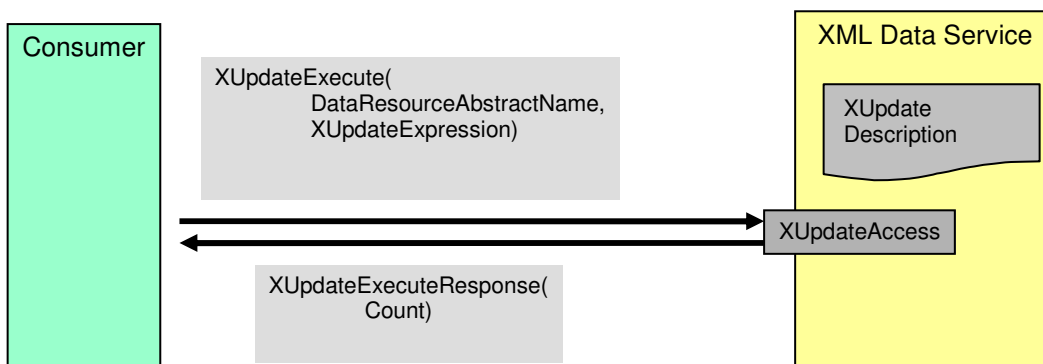 Consumer
XUpdateExecute(
DataResourceAbstractName,
XUpdateExpression)
XUpdateExecuteResponse(
Count)
XML Data Service
XUpdate
Description
XUpdateAccess